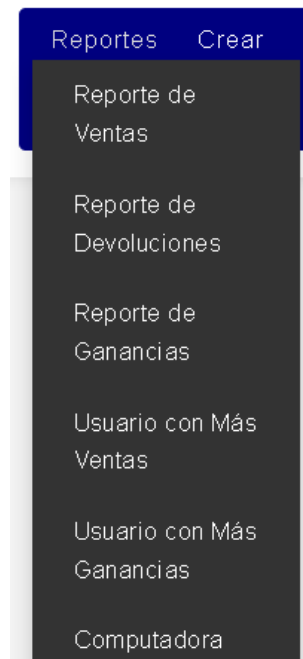 Reportes Crear
Reporte de
Ventas
Reporte de
Devoluciones
Reporte de
Ganancias
Usuario con Más
Ventas
Usuario con Más
Ganancias
Computadora